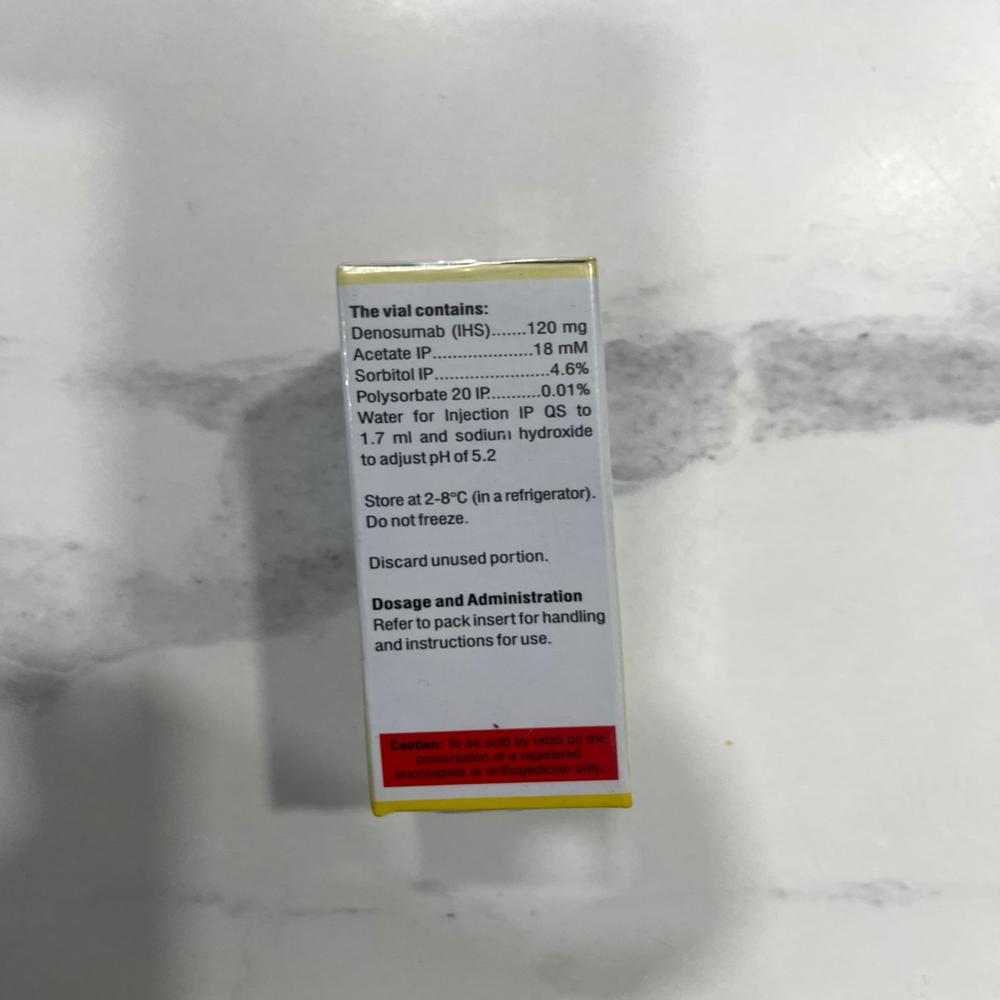 The vial contains:
Denosumab (IHS).......120 mg
Acetate IP....................18 mM
Sorbitol IP.......................4.6%
Polysorbate 20 IP...........0.01%
Water for Injection IP QS to
1.7 ml and sodium hydroxide
to adjust pH of 5.2
Store at 2-8°C (in a refrigerator).
Do not freeze.
Discard unused portion.
Dosage and Administration
Refer to pack insert for handling
and instructions for use.
Caution: To be sold by retail on the
prescription of a registered
oncologists or orthopedician only.